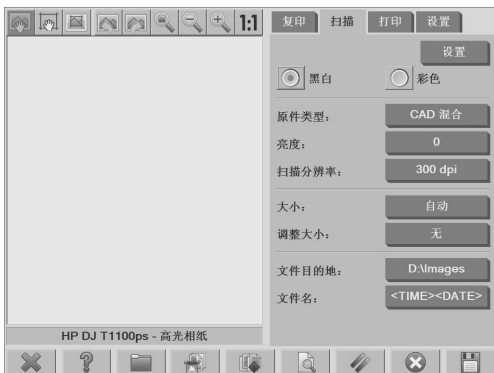 1:1
复印 扫描 打印 设置
设置
黑白 彩色
原件类型： CAD 混合
亮度： 0
扫描分辨率： 300 dpi
大小： 自动
调整大小： 无
文件目的地： D:\Images
文件名： <TIME><DATE>
HP DJ T1100ps - 高光相纸